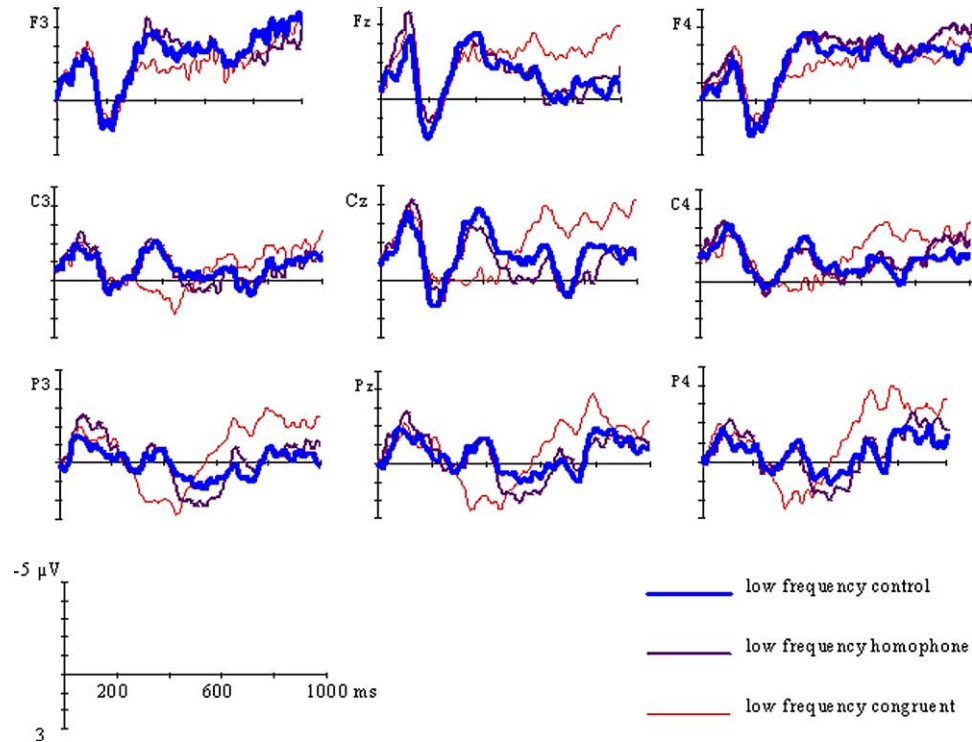 F3 Fz F4
C3 Cz C4
P3 Pz P4
-5 µV
200 600 1000 ms
3
low frequency control
low frequency homophone
low frequency congruent